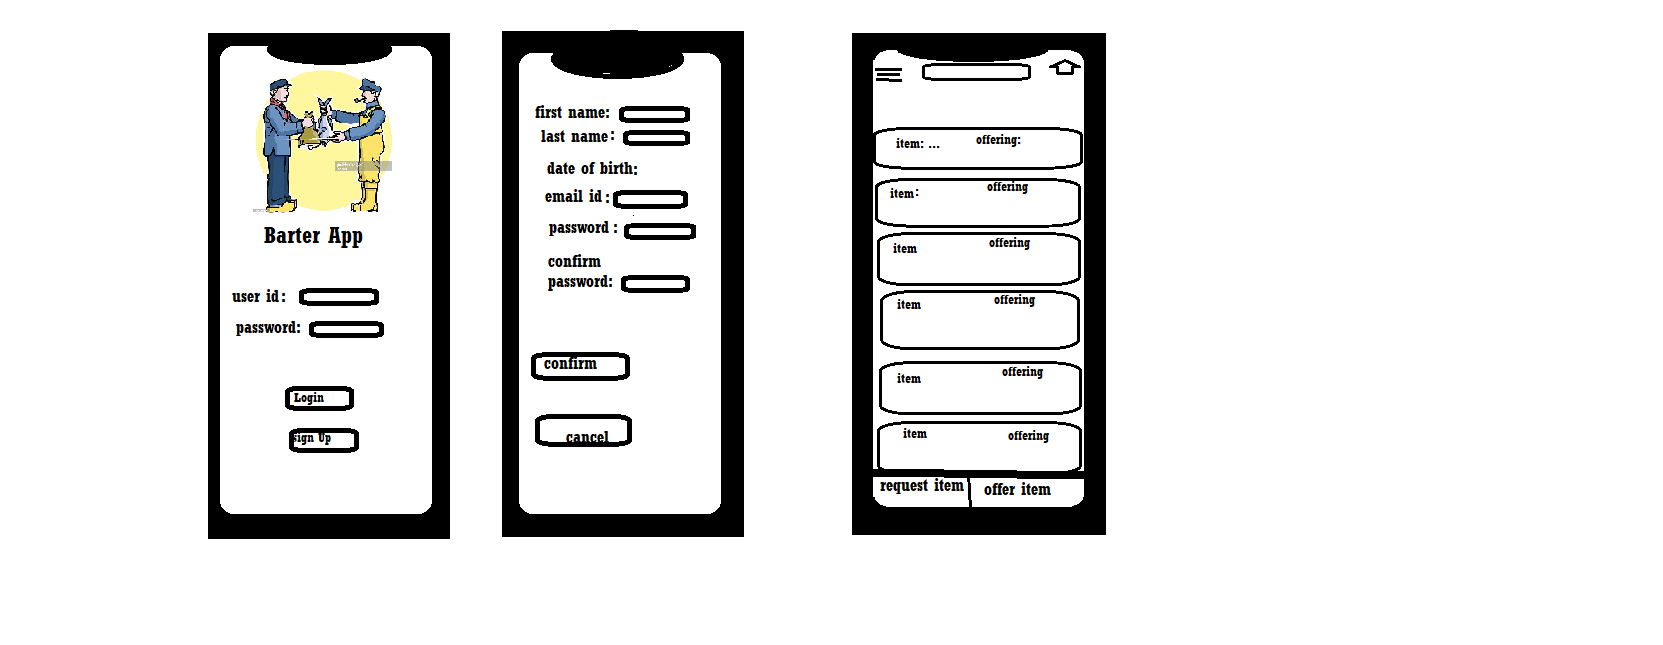 Barter App
user id:
password:
Login
sign Up
first name:
last name:
date of birth:
email id:
password :
confirm
password:
confirm
cancel
item: ... offering:
item: offering
item offering
item offering
item offering
item offering
request item offer item